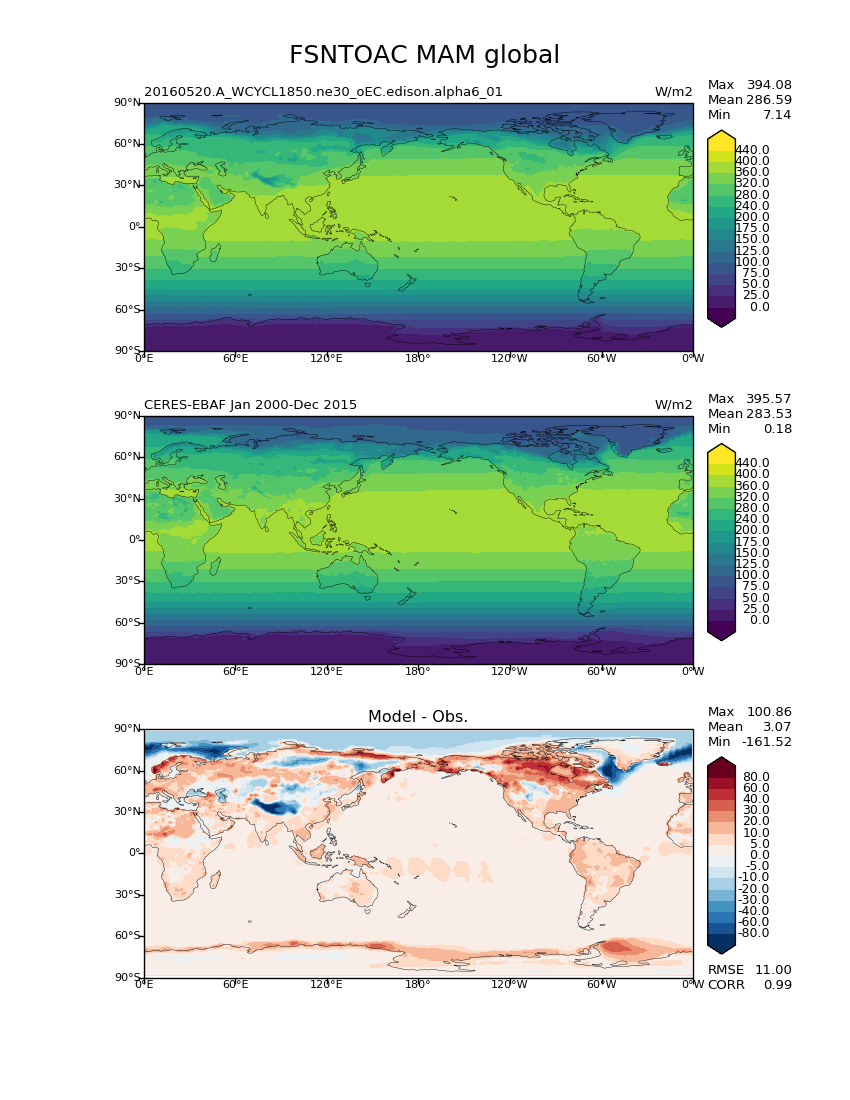 FSNTOAC MAM global
20160520.A_WCYCL1850.ne30_oEC.edison.alpha6_01 W/m2
Max 394.08
Mean 286.59
Min 7.14
90°N
60°N
30°N
0°
30°S
60°S
90°S
0°E 60°E 120°E 180° 120°W 60°W 0°W
440.0
400.0
360.0
320.0
280.0
240.0
200.0
175.0
150.0
125.0
100.0
75.0
50.0
25.0
0.0
CERES-EBAF Jan 2000-Dec 2015 W/m2
Max 395.57
Mean 283.53
Min 0.18
90°N
60°N
30°N
0°
30°S
60°S
90°S
0°E 60°E 120°E 180° 120°W 60°W 0°W
440.0
400.0
360.0
320.0
280.0
240.0
200.0
175.0
150.0
125.0
100.0
75.0
50.0
25.0
0.0
Model - Obs.
Max 100.86
Mean 3.07
Min -161.52
90°N
60°N
30°N
0°
30°S
60°S
90°S
0°E 60°E 120°E 180° 120°W 60°W 0°W
80.0
60.0
40.0
30.0
20.0
10.0
5.0
0.0
-5.0
-10.0
-20.0
-30.0
-40.0
-60.0
-80.0
RMSE 11.00
CORR 0.99